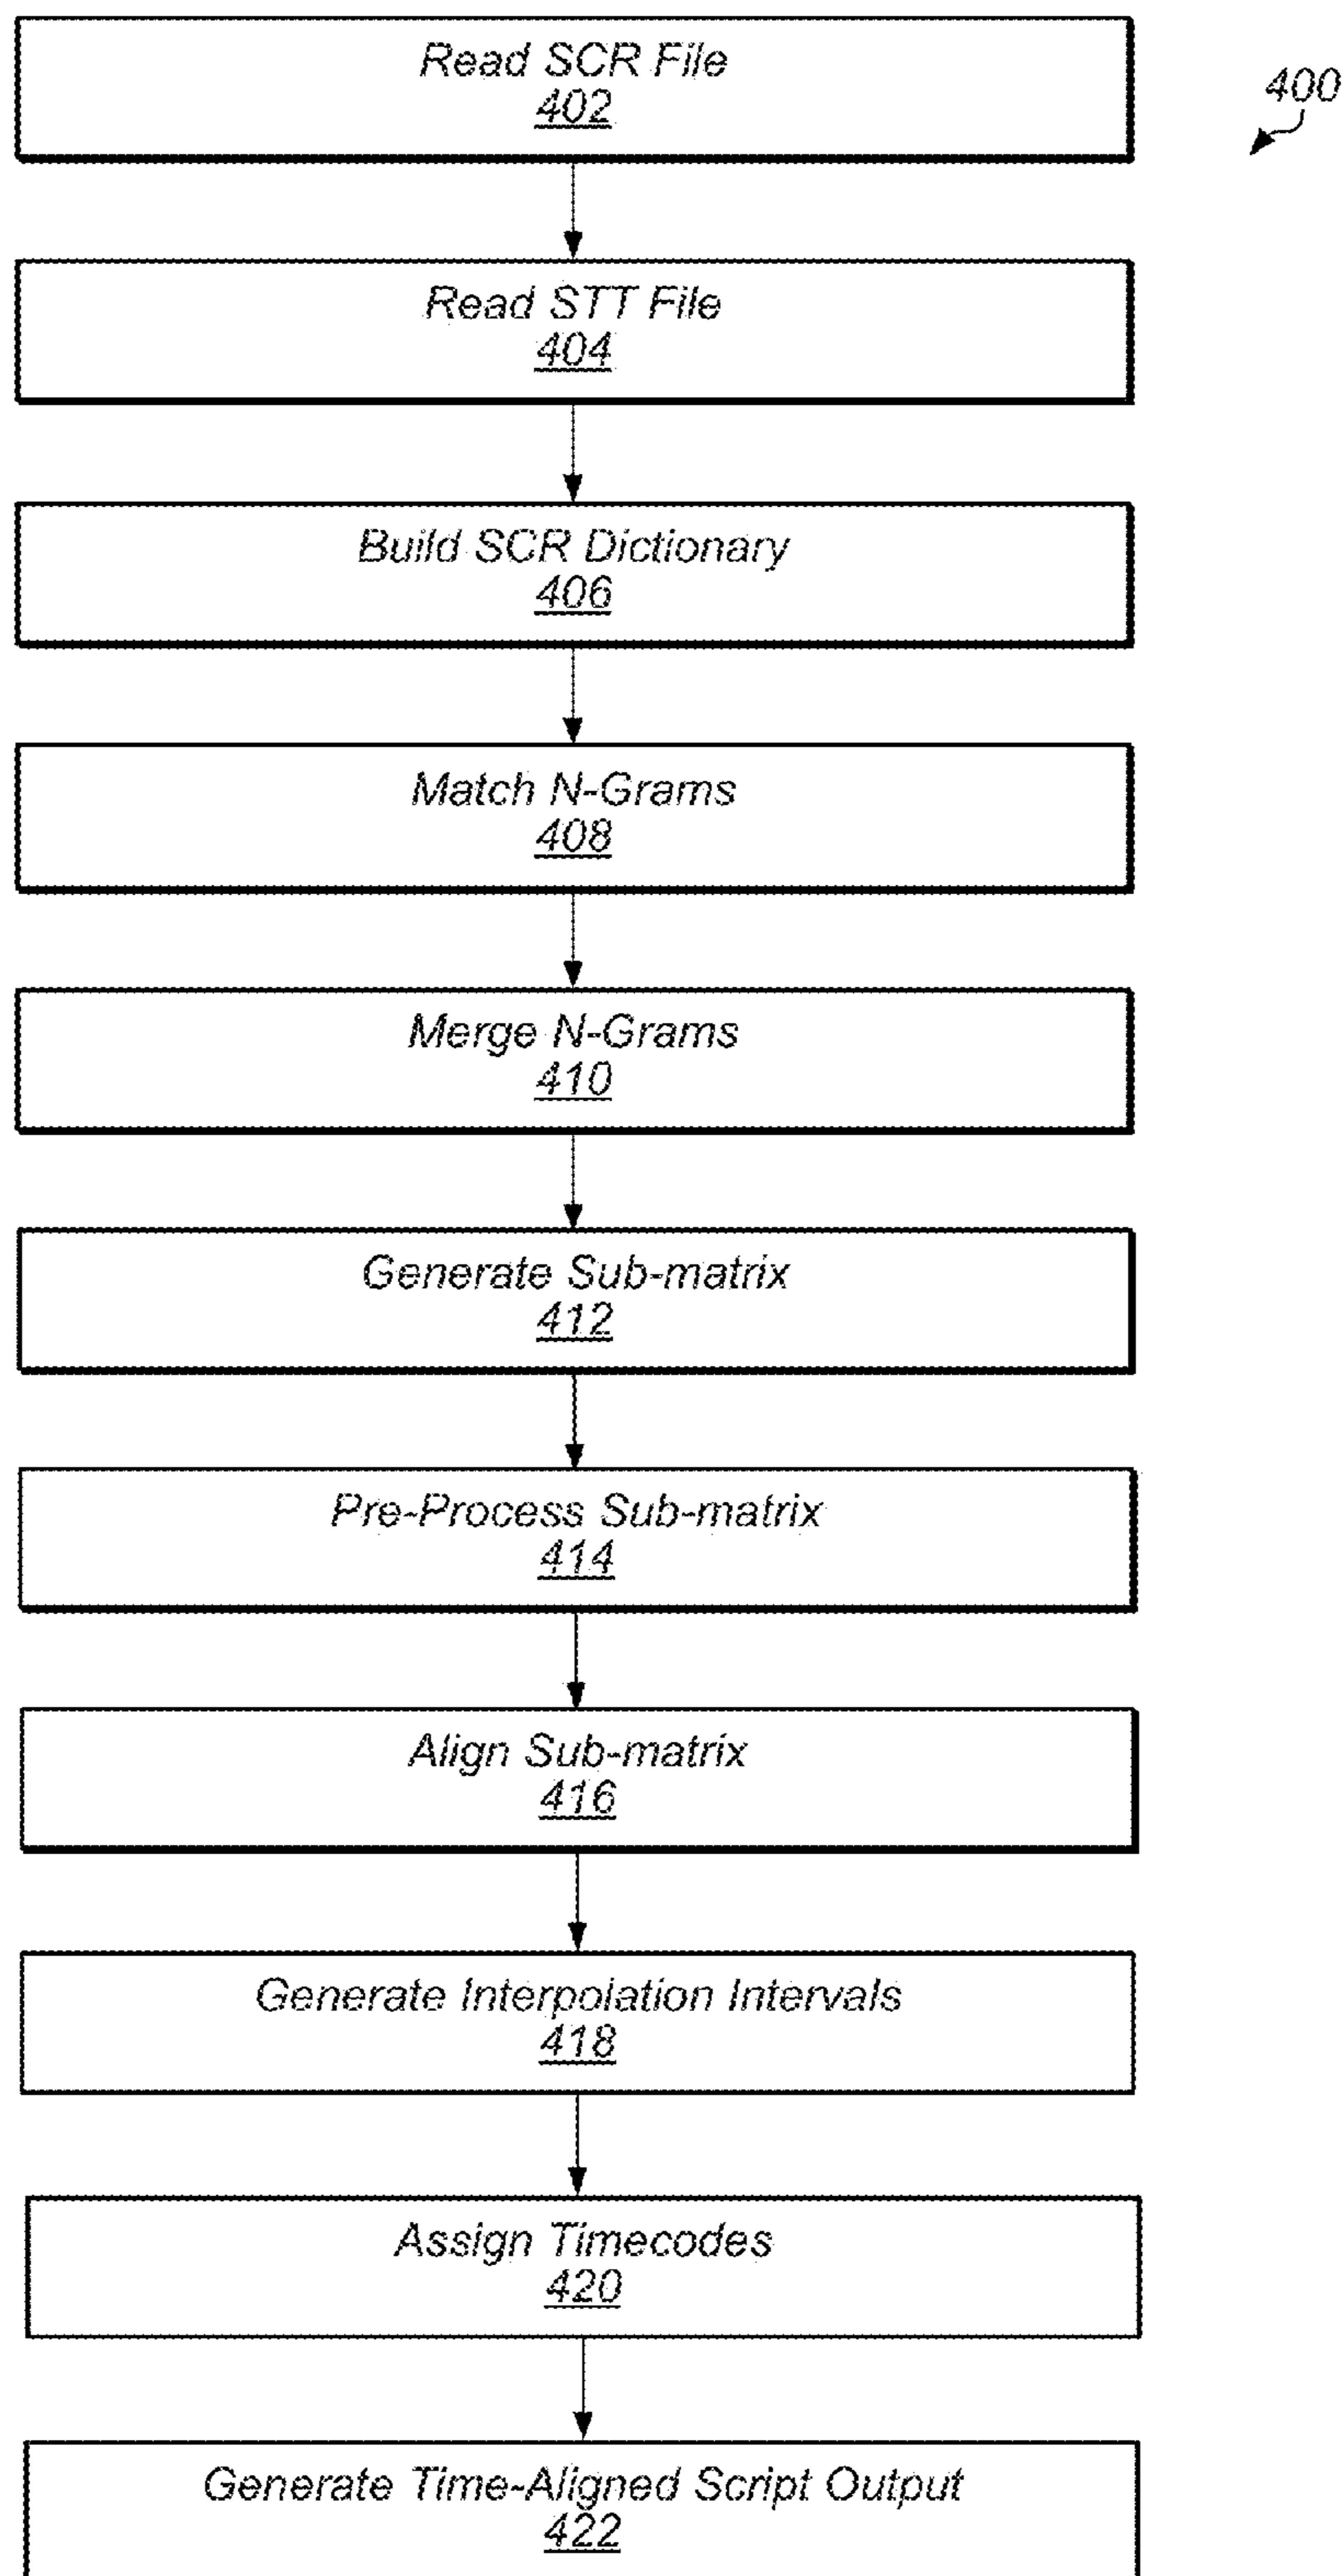 Read SCR File
402
400
Read STT File
404
Build SCR Dictionary
406
Match N-Grams
408
Merge N-Grams
410
Generate Sub-matrix
412
Pre-Process Sub-matrix
414
Align Sub-matrix
416
Generate Interpolation Intervals
418
Assign Timecodes
420
Generate Time-Aligned Script Output
422